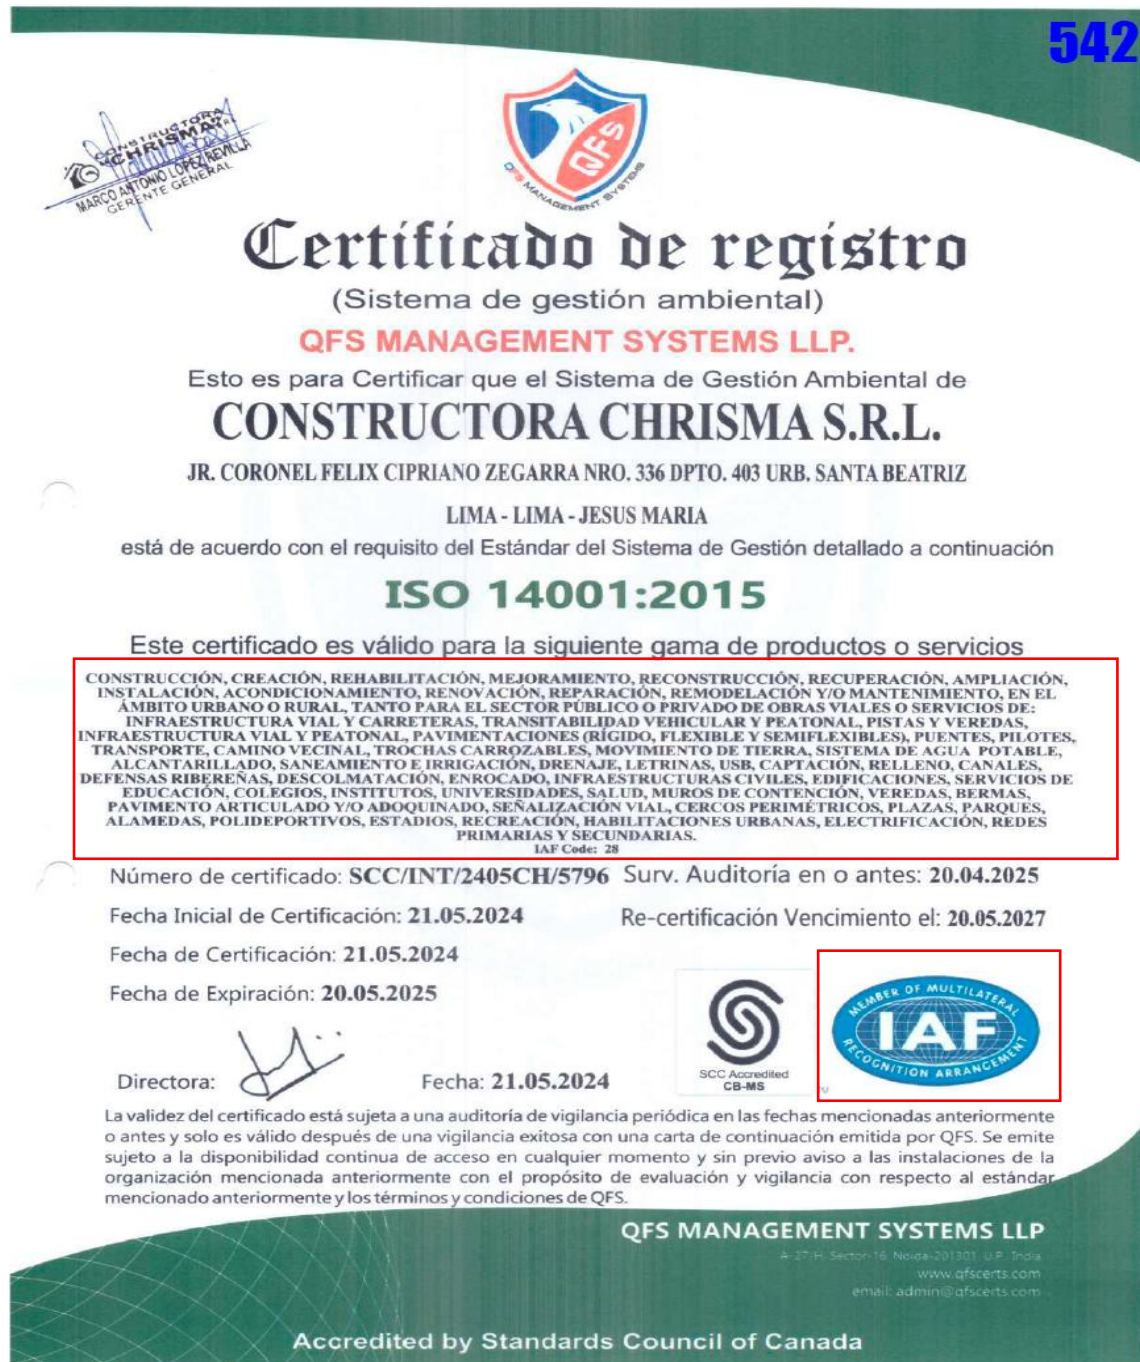 542
CONSTRUCTORA
"CHRISMA" SRL
MARCO ANTONIO LOPEZ REVILLA
GERENTE GENERAL
QFS
QFS MANAGEMENT SYSTEMS
Certificado de registro
(Sistema de gestión ambiental)
QFS MANAGEMENT SYSTEMS LLP.
Esto es para Certificar que el Sistema de Gestión Ambiental de
CONSTRUCTORA CHRISMA S.R.L.
JR. CORONEL FELIX CIPRIANO ZEGARRA NRO. 336 DPTO. 403 URB. SANTA BEATRIZ
LIMA - LIMA - JESUS MARIA
está de acuerdo con el requisito del Estándar del Sistema de Gestión detallado a continuación
ISO 14001:2015
Este certificado es válido para la siguiente gama de productos o servicios
CONSTRUCCIÓN, CREACIÓN, REHABILITACIÓN, MEJORAMIENTO, RECONSTRUCCIÓN, RECUPERACIÓN, AMPLIACIÓN,
INSTALACIÓN, ACONDICIONAMIENTO, RENOVACIÓN, REPARACIÓN, REMODELACIÓN Y/O MANTENIMIENTO, EN EL
ÁMBITO URBANO O RURAL, TANTO PARA EL SECTOR PÚBLICO O PRIVADO DE OBRAS VIALES O SERVICIOS DE:
INFRAESTRUCTURA VIAL Y CARRETERAS, TRANSITABILIDAD VEHICULAR Y PEATONAL, PISTAS Y VEREDAS,
INFRAESTRUCTURA VIAL Y PEATONAL, PAVIMENTACIONES (RÍGIDO, FLEXIBLE Y SEMIFLEXIBLES), PUENTES, PILOTES,
TRANSPORTE, CAMINO VECINAL, TROCHAS CARROZABLES, MOVIMIENTO DE TIERRA, SISTEMA DE AGUA POTABLE,
ALCANTARILLADO, SANEAMIENTO E IRRIGACIÓN, DRENAJE, LETRINAS, USB, CAPTACIÓN, RELLENO, CANALES,
DEFENSAS RIBEREÑAS, DESCOLMATACIÓN, ENROCADO, INFRAESTRUCTURAS CIVILES, EDIFICACIONES, SERVICIOS DE
EDUCACIÓN, COLEGIOS, INSTITUTOS, UNIVERSIDADES, SALUD, MUROS DE CONTENCIÓN, VEREDAS, BERMAS,
PAVIMENTO ARTICULADO Y/O ADOQUINADO, SEÑALIZACIÓN VIAL, CERCOS PERIMÉTRICOS, PLAZAS, PARQUES,
ALAMEDAS, POLIDEPORTIVOS, ESTADIOS, RECREACIÓN, HABILITACIONES URBANAS, ELECTRIFICACIÓN, REDES
PRIMARIAS Y SECUNDARIAS.
IAF Code: 28
Número de certificado: SCC/INT/2405CH/5796 Surv. Auditoría en o antes: 20.04.2025
Fecha Inicial de Certificación: 21.05.2024 Re-certificación Vencimiento el: 20.05.2027
Fecha de Certificación: 21.05.2024
Fecha de Expiración: 20.05.2025
SCC Accredited
CB-MS
MEMBER OF MULTILATERAL
IAF
RECOGNITION ARRANGEMENT
Directora: Fecha: 21.05.2024
La validez del certificado está sujeta a una auditoría de vigilancia periódica en las fechas mencionadas anteriormente
o antes y solo es válido después de una vigilancia exitosa con una carta de continuación emitida por QFS. Se emite
sujeto a la disponibilidad continua de acceso en cualquier momento y sin previo aviso a las instalaciones de la
organización mencionada anteriormente con el propósito de evaluación y vigilancia con respecto al estándar
mencionado anteriormente y los términos y condiciones de QFS.
QFS MANAGEMENT SYSTEMS LLP
A-27/H, Sector-16, Noida-201301, U.P. India
www.qfscerts.com
email: admin@qfscerts.com
Accredited by Standards Council of Canada